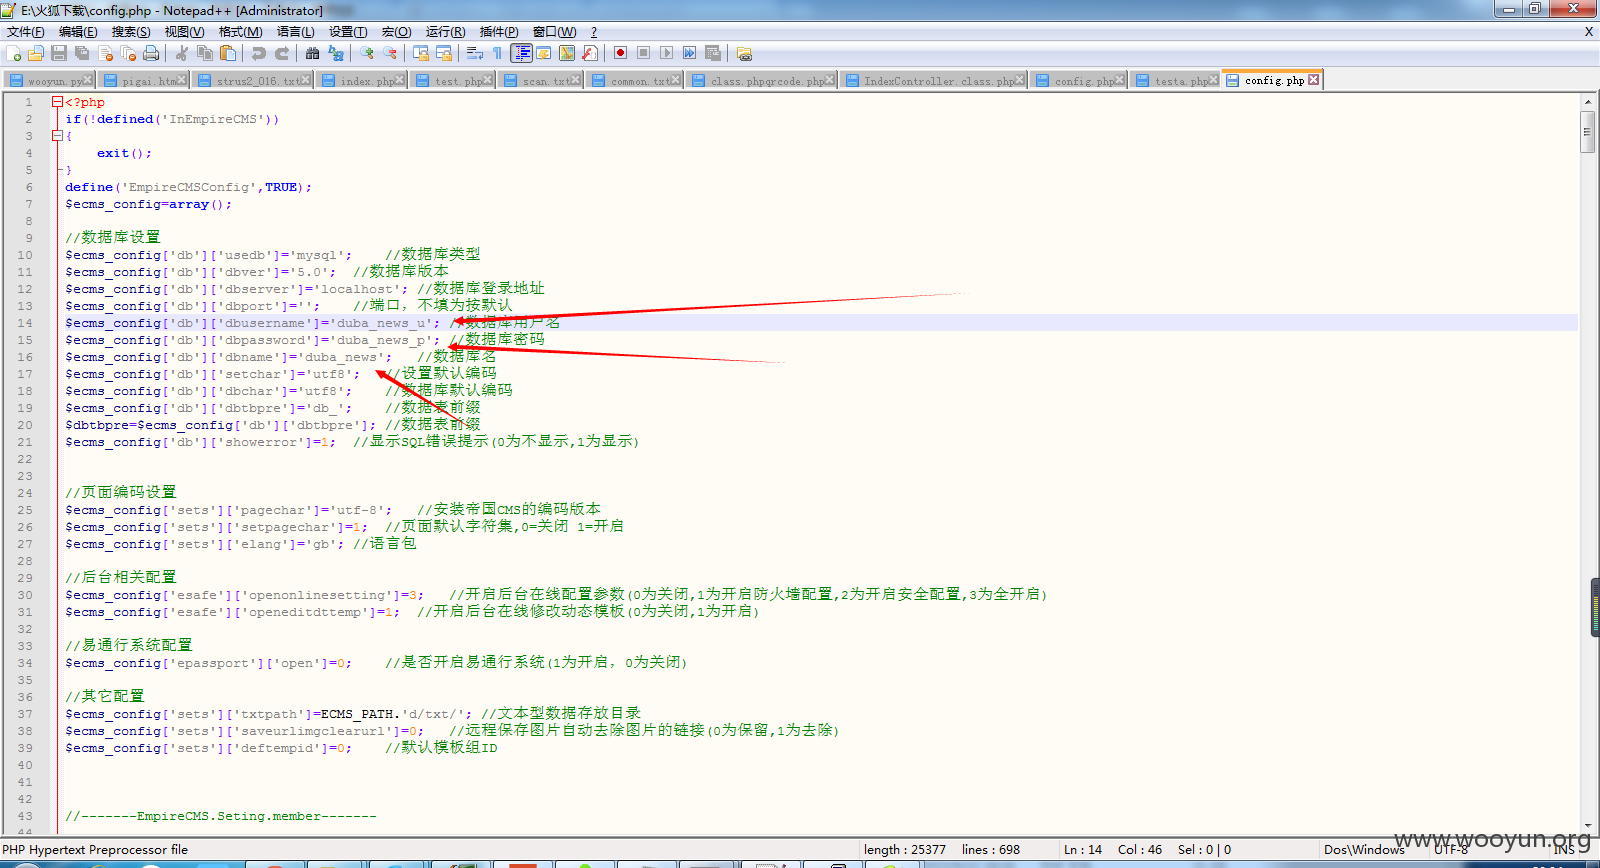 E:\火狐下载\config.php - Notepad++ [Administrator]
文件(F) 编辑(E) 搜索(S) 视图(V) 格式(M) 语言(L) 设置(T) 宏(O) 运行(R) 插件(P) 窗口(W) ? X
wooyun.py pigai.htm strus2_016.txt index.php test.php scan.txt common.txt class.phpqrcode.php IndexController.class.php config.php testa.php config.php
1 <?php
2 if(!defined('InEmpireCMS'))
3 {
4 exit();
5 }
6 define('EmpireCMSConfig',TRUE);
7 $ecms_config=array();
8
9 //数据库设置
10 $ecms_config['db']['usedb']='mysql'; //数据库类型
11 $ecms_config['db']['dbver']='5.0'; //数据库版本
12 $ecms_config['db']['dbserver']='localhost'; //数据库登录地址
13 $ecms_config['db']['dbport']=''; //端口，不填为按默认
14 $ecms_config['db']['dbusername']='duba_news_u'; //数据库用户名
15 $ecms_config['db']['dbpassword']='duba_news_p'; //数据库密码
16 $ecms_config['db']['dbname']='duba_news'; //数据库名
17 $ecms_config['db']['setchar']='utf8'; //设置默认编码
18 $ecms_config['db']['dbchar']='utf8'; //数据库默认编码
19 $ecms_config['db']['dbtbpre']='db_'; //数据表前缀
20 $dbtbpre=$ecms_config['db']['dbtbpre']; //数据表前缀
21 $ecms_config['db']['showerror']=1; //显示SQL错误提示(0为不显示,1为显示)
22
23
24 //页面编码设置
25 $ecms_config['sets']['pagechar']='utf-8'; //安装帝国CMS的编码版本
26 $ecms_config['sets']['setpagechar']=1; //页面默认字符集,0=关闭 1=开启
27 $ecms_config['sets']['elang']='gb'; //语言包
28
29 //后台相关配置
30 $ecms_config['esafe']['openonlinesetting']=3; //开启后台在线配置参数(0为关闭,1为开启防火墙配置,2为开启安全配置,3为全开启)
31 $ecms_config['esafe']['openeditdttemp']=1; //开启后台在线修改动态模板(0为关闭,1为开启)
32
33 //易通行系统配置
34 $ecms_config['epassport']['open']=0; //是否开启易通行系统(1为开启，0为关闭)
35
36 //其它配置
37 $ecms_config['sets']['txtpath']=ECMS_PATH.'d/txt/'; //文本型数据存放目录
38 $ecms_config['sets']['saveurlimgclearurl']=0; //远程保存图片自动去除图片的链接(0为保留,1为去除)
39 $ecms_config['sets']['deftempid']=0; //默认模板组ID
40
41
42
43 //-------EmpireCMS.Seting.member-------
44
www.wooyun.org
PHP Hypertext Preprocessor file length : 25377 lines : 698 Ln : 14 Col : 46 Sel : 0 | 0 Dos\Windows UTF-8 INS